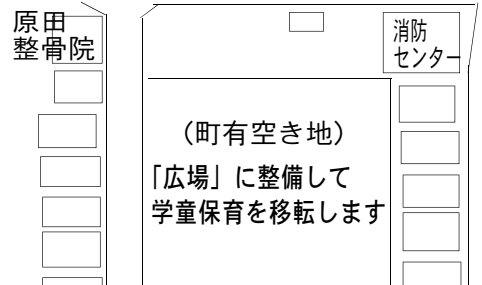 原田
整骨院
消防
センター
（町有空き地）
「広場」に整備して
学童保育を移転します